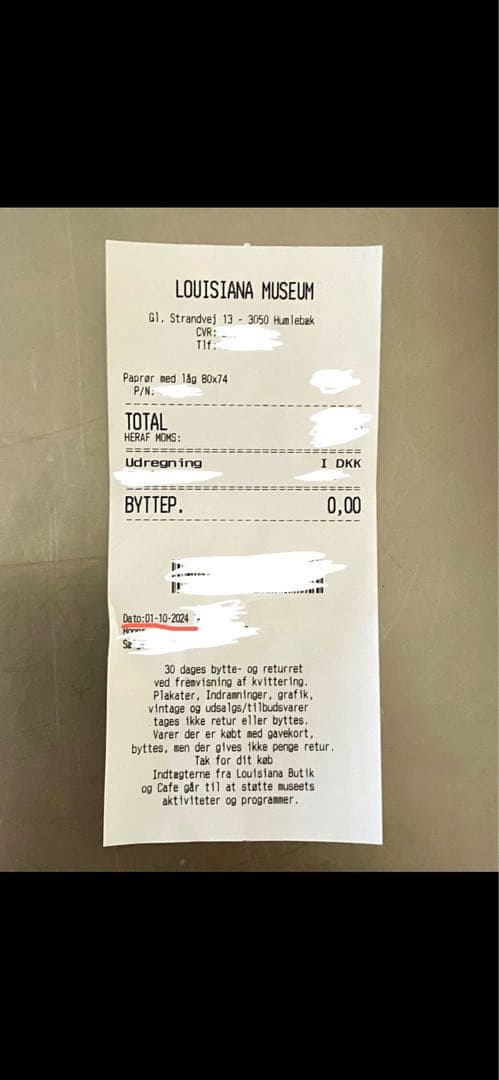 LOUISIANA MUSEUM
Gl. Strandvej 13 - 3050 Humlebæk
CVR:
Tlf:
Paprør med låg 80x74
P/N:
TOTAL
HERAF MOMS:
Udregning I DKK
BYTTEP. 0,00
Dato:01-10-2024
30 dages bytte- og returret
ved fremvisning af kvittering.
Plakater, Indramninger, grafik,
vintage og udsalgs/tilbudsvarer
tages ikke retur eller byttes.
Varer der er købt med gavekort,
byttes, men der gives ikke penge retur.
Tak for dit køb
Indtægterne fra Louisiana Butik
og Cafe går til at støtte museets
aktiviteter og programmer.